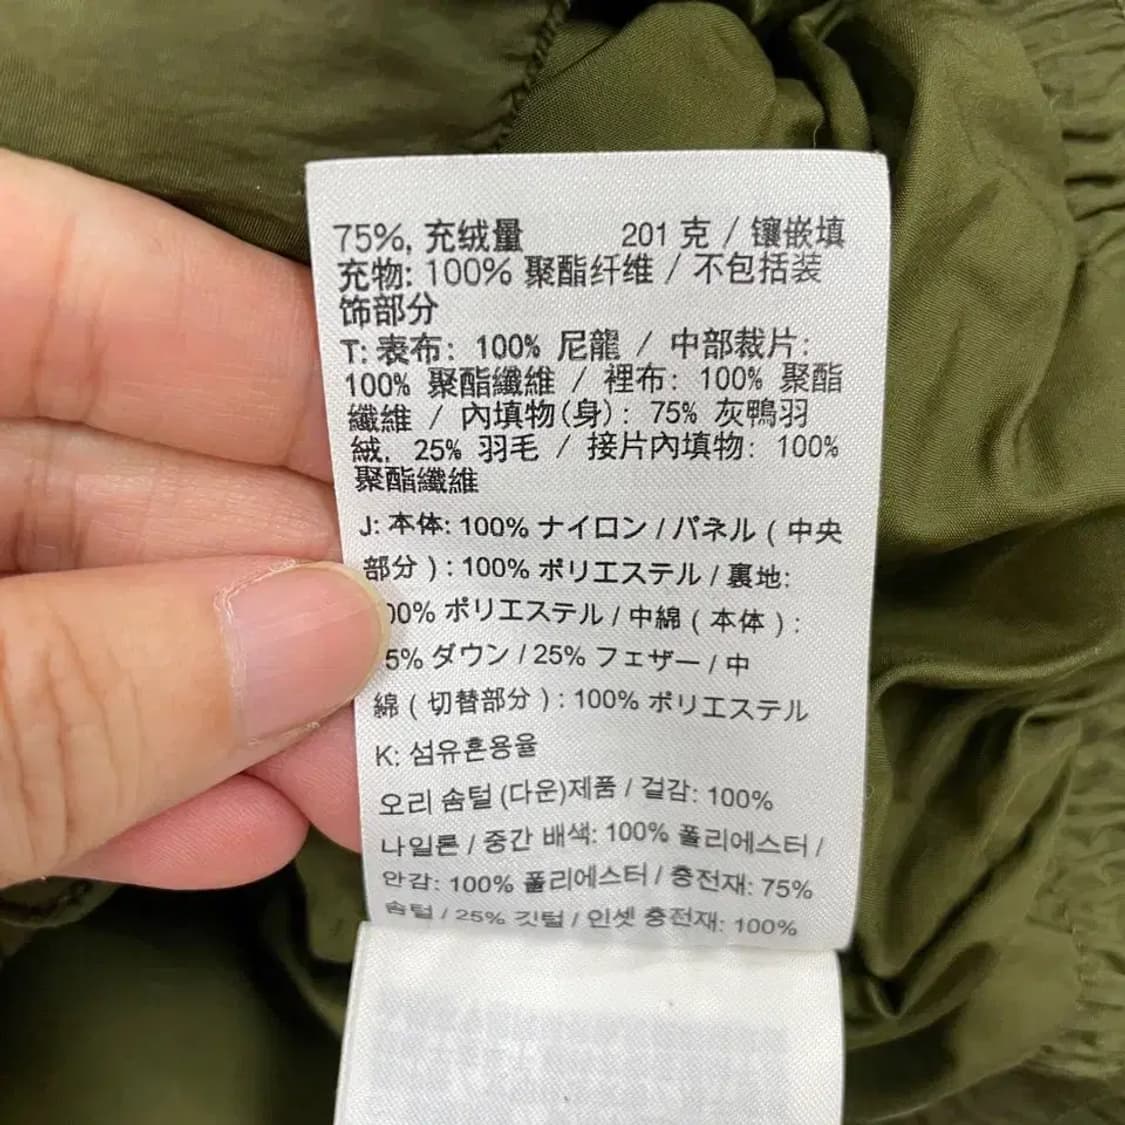 75%, 充绒量 201 克 / 镶嵌填
充物: 100% 聚酯纤维 / 不包括装
饰部分
T: 表布: 100% 尼龍 / 中部裁片:
100% 聚酯纖維 / 裡布: 100% 聚酯
纖維 / 內填物(身): 75% 灰鴨羽
絨, 25% 羽毛 / 接片內填物: 100%
聚酯纖維
J: 本体: 100% ナイロン / パネル ( 中央
部分 ) : 100% ポリエステル / 裏地:
00% ポリエステル / 中綿 ( 本体 ) :
5% ダウン / 25% フェザー / 中
綿 ( 切替部分 ) : 100% ポリエステル
K: 섬유혼용율
오리 솜털 (다운)제품 / 겉감: 100%
나일론 / 중간 배색: 100% 폴리에스터 /
안감: 100% 폴리에스터 / 충전재: 75%
솜털 / 25% 깃털 / 인셋 충전재: 100%